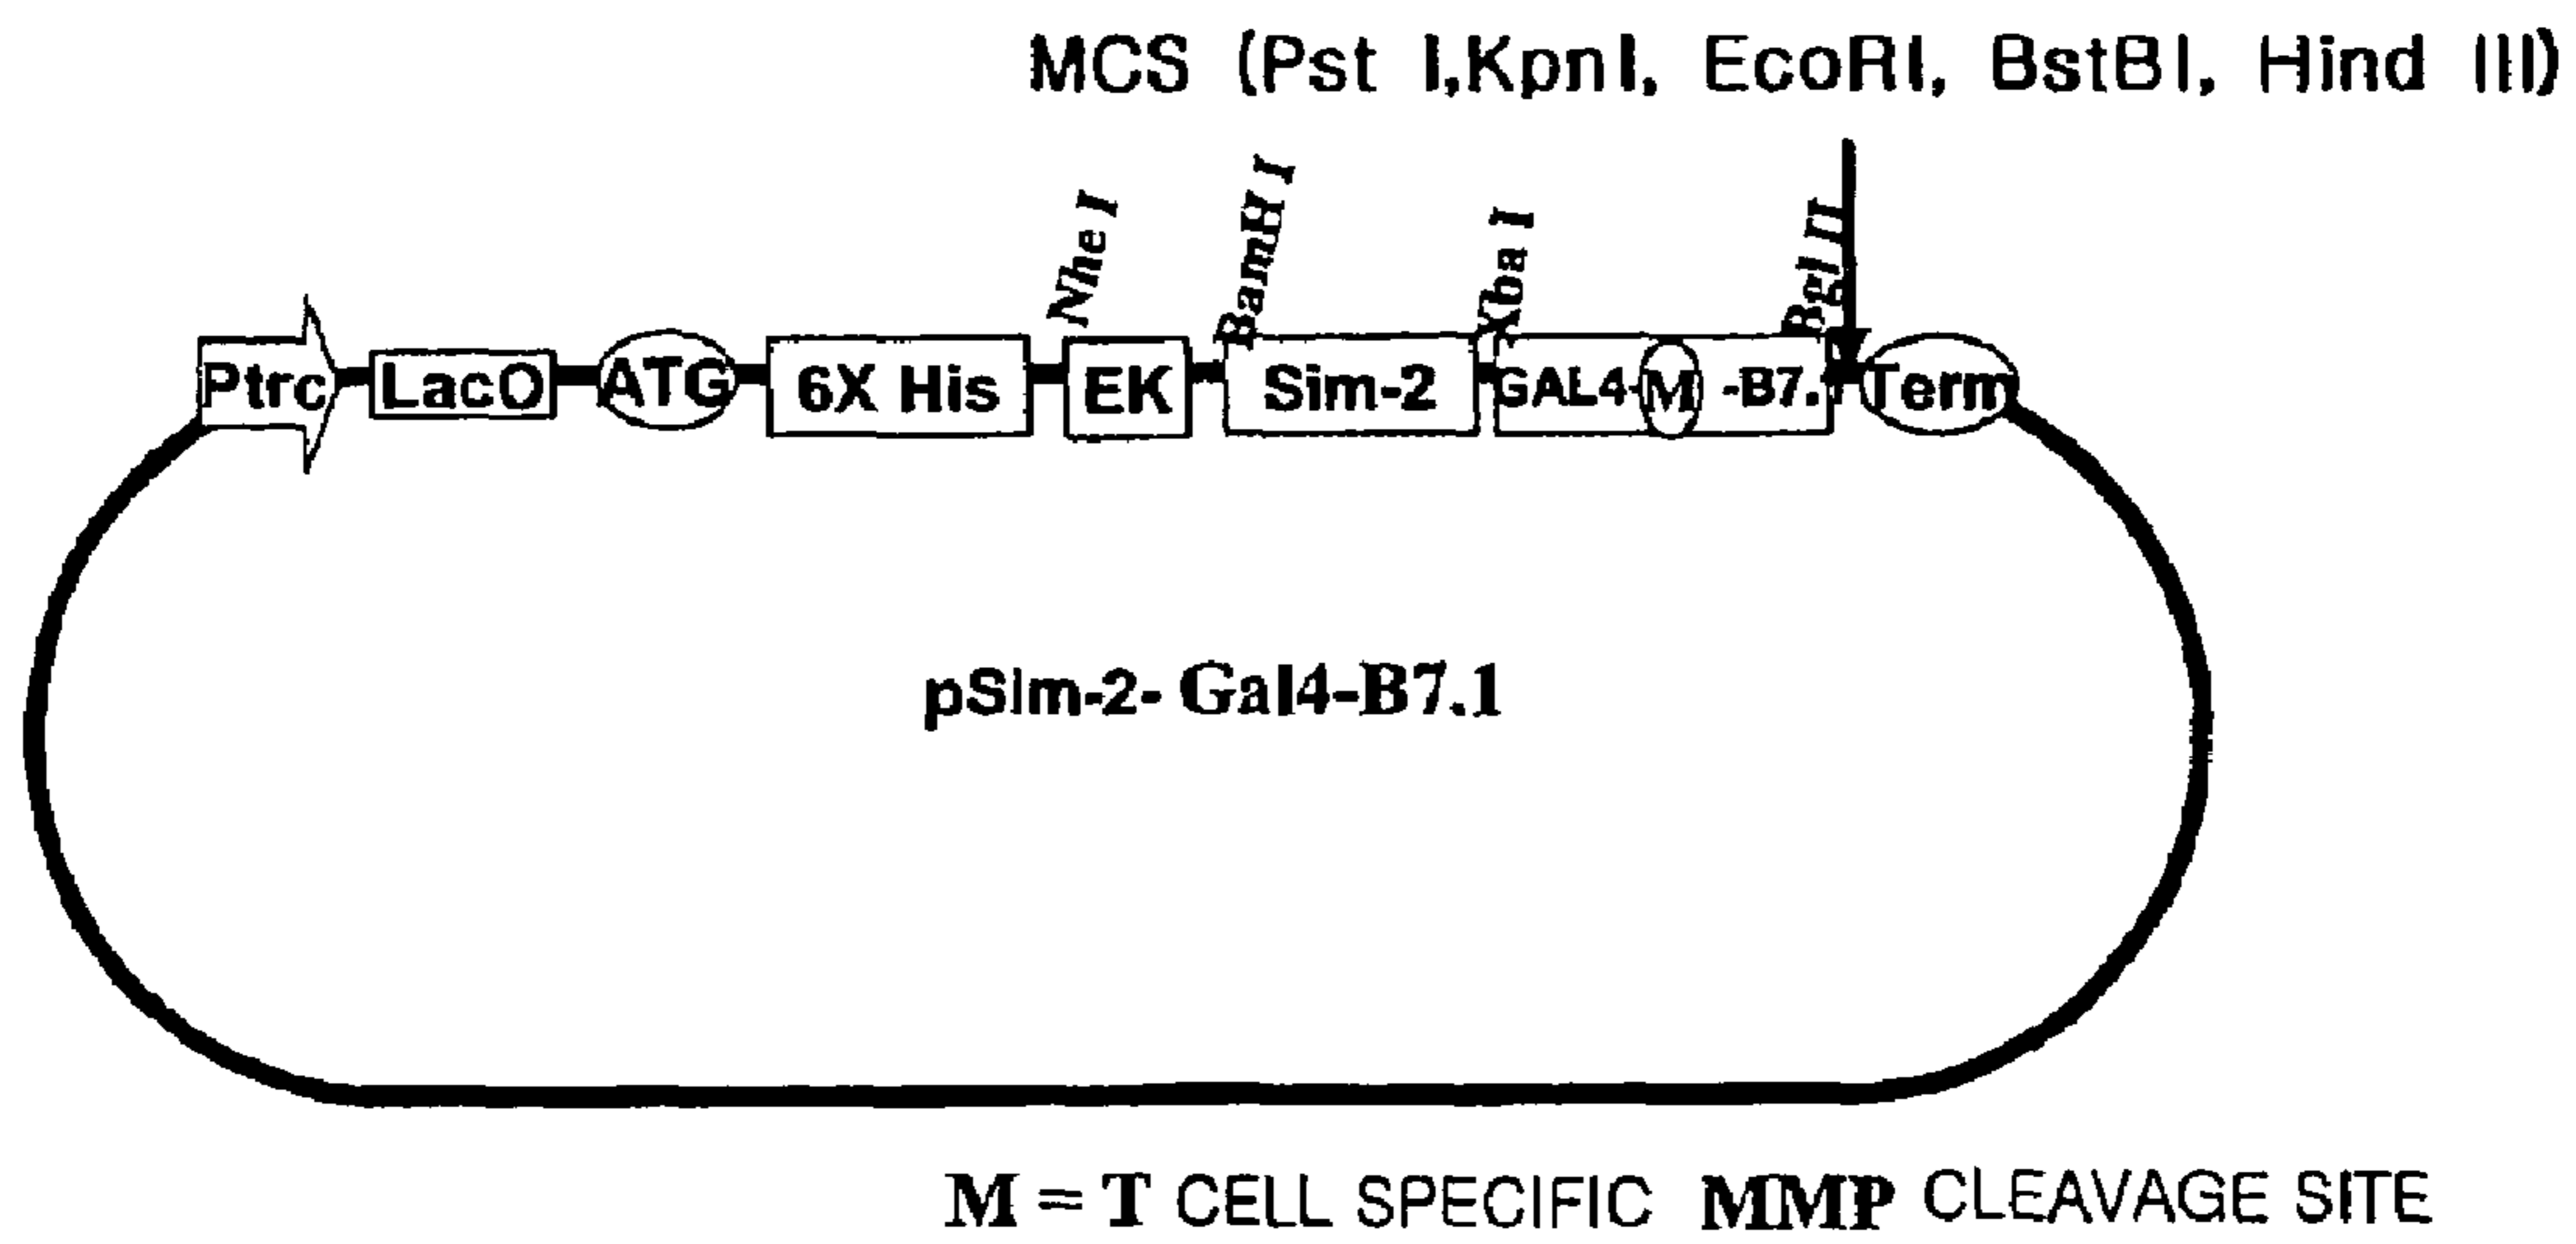 MCS (Pst I,KpnI, EcoRI, BstBI, Hind III)
Nhe I
BamH I
Xba I
Bgl II
Ptrc LacO ATG 6X His EK Sim-2 GAL4- M -B7.1 Term
pSIm-2- Gal4-B7.1
M = T CELL SPECIFIC MMP CLEAVAGE SITE